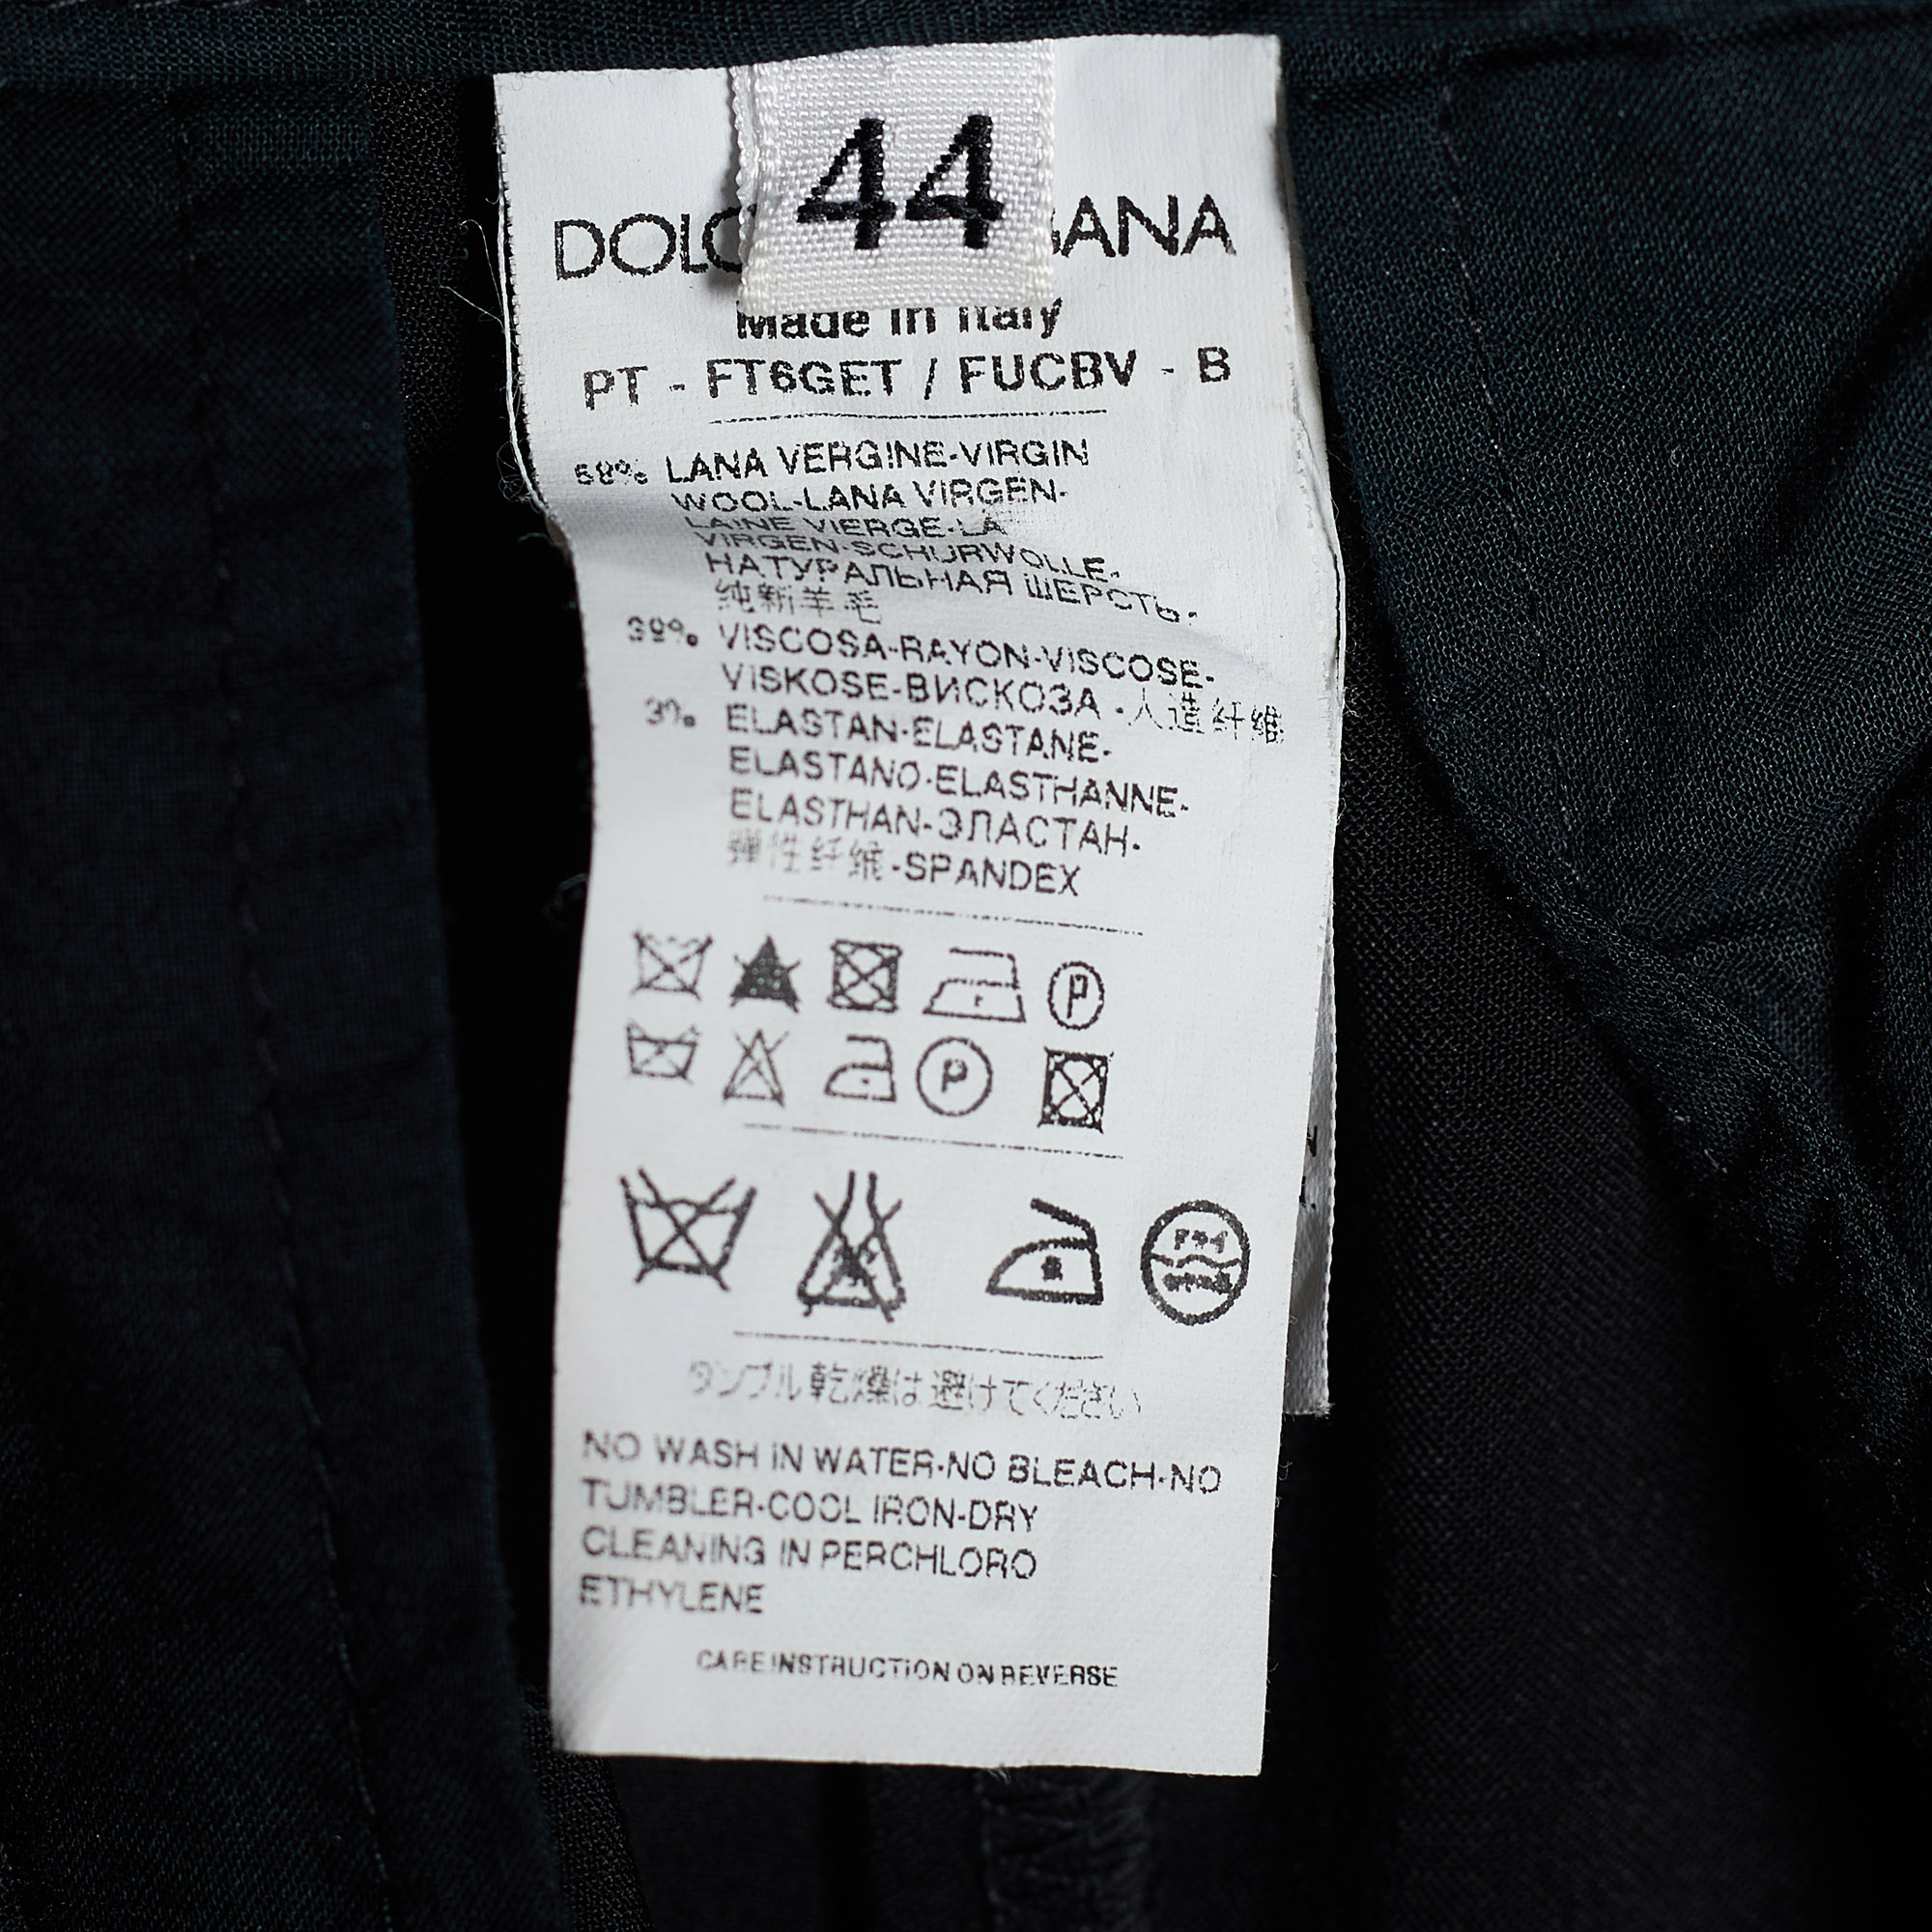 44
DOLC GANA
Made in Italy
PT - FT6GET / FUCBV - B
LANA VERGINE-VIRGIN
WOOL-LANA VIRGEN-
LAINE VIERGE-LA
VIRGEN-SCHURWOLLE-
НАТУРАЛЬНАЯ ШЕРСТЬ-
纯新羊毛
39% VISCOSA-RAYON-VISCOSE-
VISKOSE-ВИСКОЗА -人造纤维
3% ELASTAN-ELASTANE-
ELASTANO-ELASTHANNE-
ELASTHAN-ЭЛАСТАН-
弹性纤维-SPANDEX
P
P
タンブル乾燥は避けてください
NO WASH IN WATER-NO BLEACH-NO
TUMBLER-COOL IRON-DRY
CLEANING IN PERCHLORO
ETHYLENE
CARE INSTRUCTION ON REVERSE